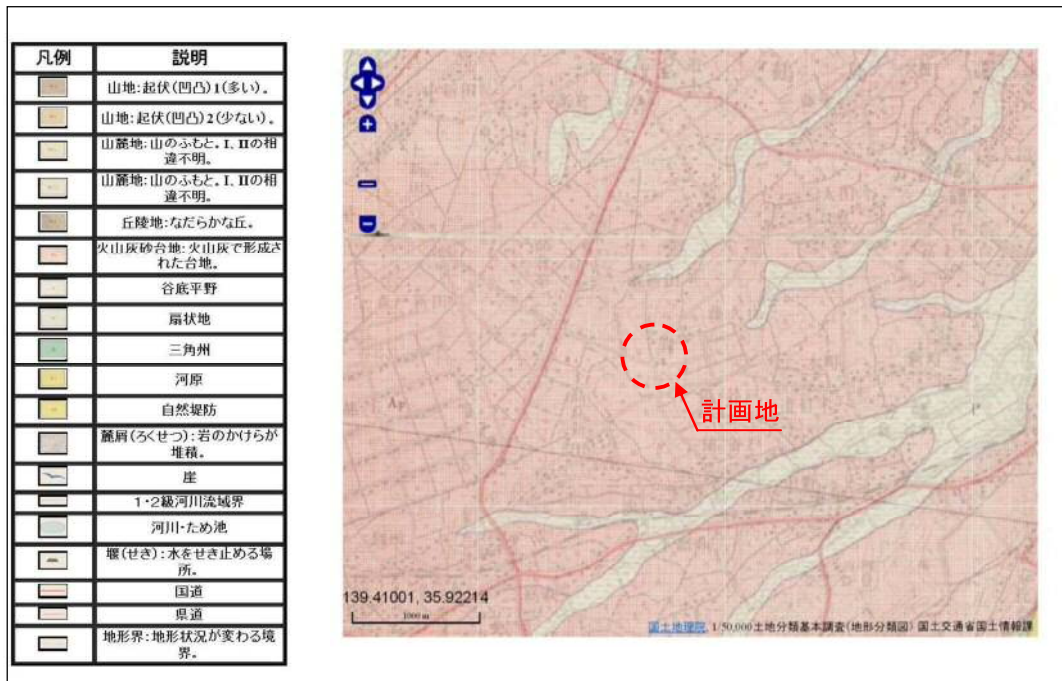 凡例 説明
山地:起伏(凹凸)1(多い)。
山地:起伏(凹凸)2(少ない)。
山麓地:山のふもと。I、IIの相
違不明。
山麓地:山のふもと。I、IIの相
違不明。
丘陵地:なだらかな丘。
火山灰砂台地:火山灰で形成さ
れた台地。
谷底平野
扇状地
三角州
河原
自然堤防
麓屑(ろくせつ):岩のかけらが
堆積。
崖
1・2級河川流域界
河川・ため池
堰(せき):水をせき止める場
所。
国道
県道
地形界:地形状況が変わる境
界。
計画地
139.41001, 35.92214
1000 m
国土地理院, 1/50,000土地分類基本調査(地形分類図) 国土交通省国土情報課